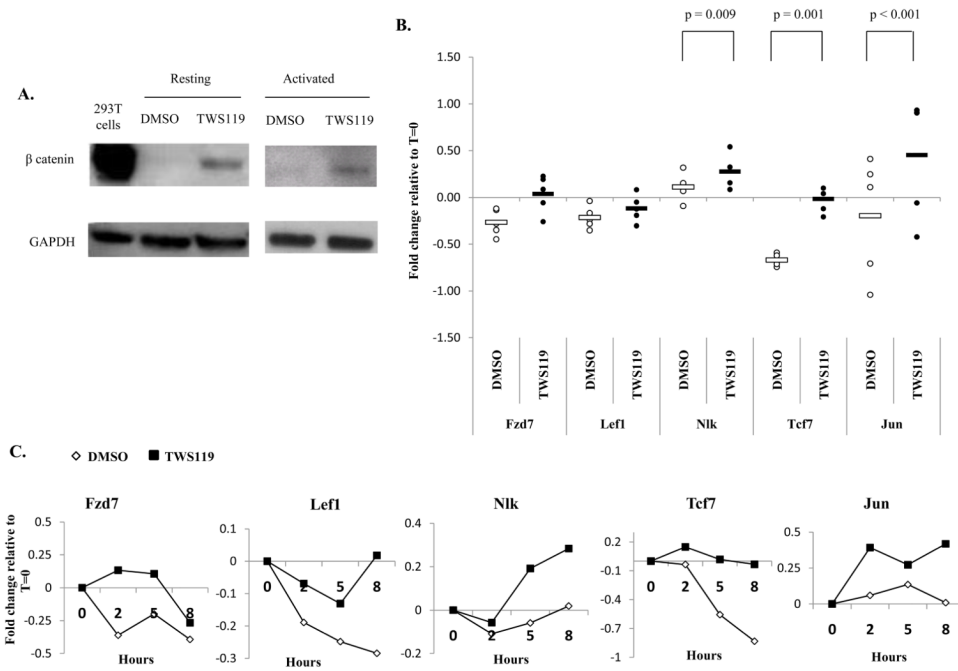 A.
Resting
Activated
293T
cells
DMSO
TWS119
DMSO
TWS119
β catenin
GAPDH
B.
p = 0.009
p = 0.001
p < 0.001
Fold change relative to T=0
1.50
1.00
0.50
0.00
-0.50
-1.00
-1.50
DMSO
TWS119
DMSO
TWS119
DMSO
TWS119
DMSO
TWS119
DMSO
TWS119
Fzd7
Lef1
Nlk
Tcf7
Jun
C.
DMSO
TWS119
Fold change relative to
T=0
Fzd7
0.5
0.25
0
-0.25
-0.5
0 2 5 8
Hours
Lef1
0.1
0
-0.1
-0.2
-0.3
0 2 5 8
Hours
Nlk
0.4
0.2
0
-0.2
0 2 5 8
Hours
Tcf7
0.2
-0.2
-0.6
-1
0 2 5 8
Hours
Jun
0.5
0.25
0
0 2 5 8
Hours